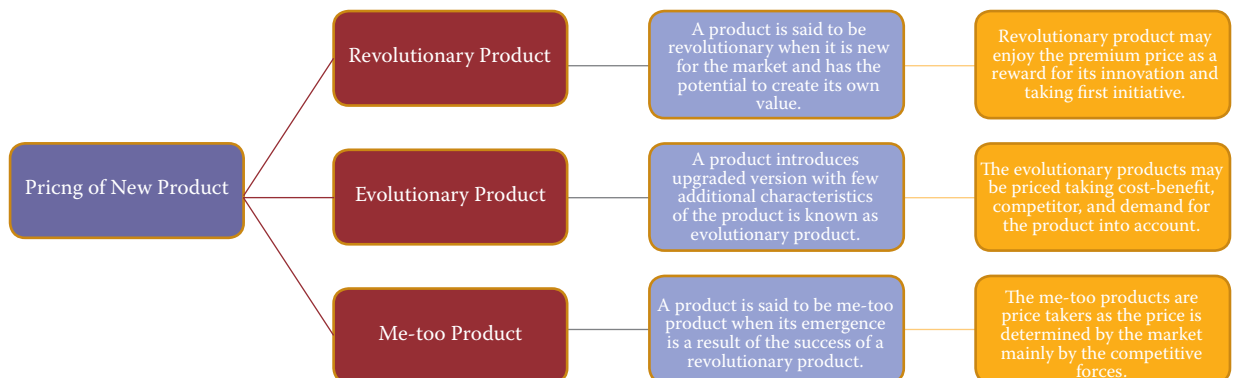 Pricng of New Product
Revolutionary Product
A product is said to be
revolutionary when it is new
for the market and has the
potential to create its own
value.
Revolutionary product may
enjoy the premium price as a
reward for its innovation and
taking first initiative.
Evolutionary Product
A product introduces
upgraded version with few
additional characteristics
of the product is known as
evolutionary product.
The evolutionary products may
be priced taking cost-benefit,
competitor, and demand for
the product into account.
Me-too Product
A product is said to be me-too
product when its emergence
is a result of the success of a
revolutionary product.
The me-too products are
price takers as the price is
determined by the market
mainly by the competitive
forces.